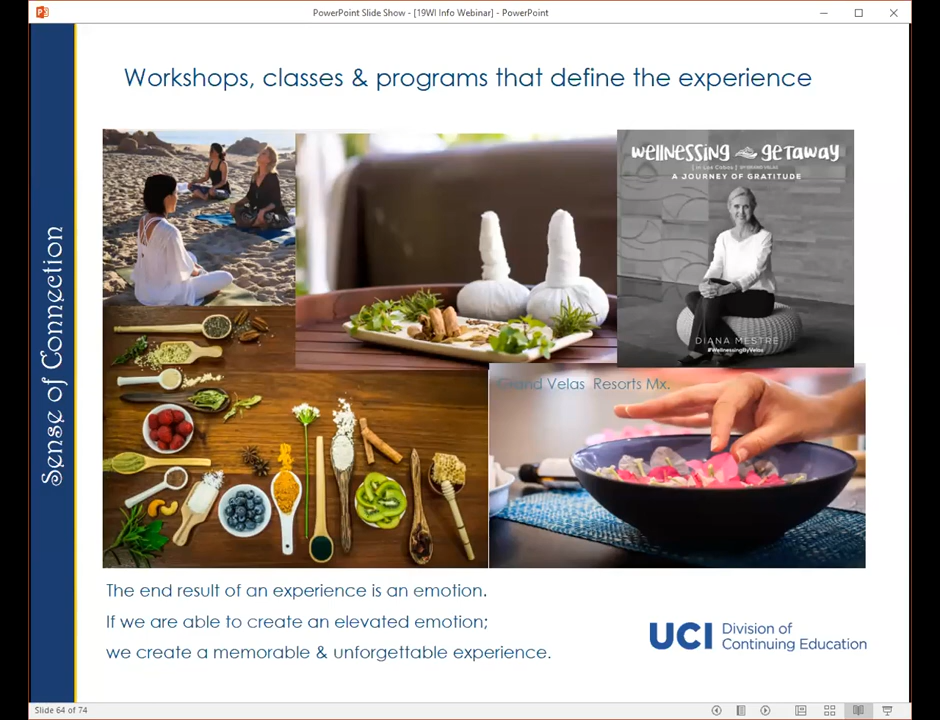 PowerPoint Slide Show - [19WI Info Webinar] - PowerPoint
Workshops, classes & programs that define the experience
Sense of Connection
wellnessing getaway
A JOURNEY OF GRATITUDE
DIANA MESTRE
#WellnessingByVelas
Grand Velas Resorts Mx.
The end result of an experience is an emotion.
If we are able to create an elevated emotion;
we create a memorable & unforgettable experience.
UCI Division of
Continuing Education
Slide 64 of 74